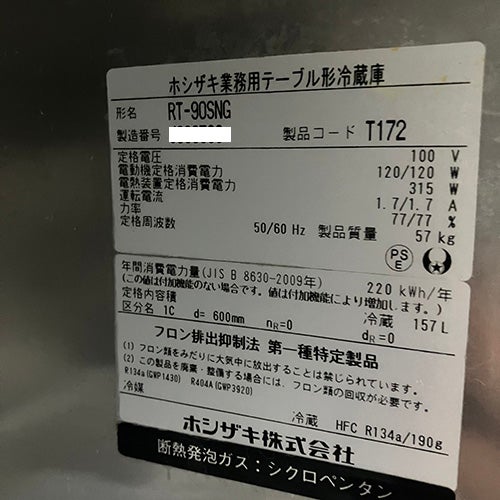 ホシザキ業務用テーブル形冷蔵庫
形名 RT-90SNG
製造番号 製品コード T172
定格電圧 100 V
電動機定格消費電力 120/120 W
電熱装置定格消費電力 315 W
運転電流 1.7/1.7 A
力率 77/77 %
定格周波数 50/60 Hz 製品質量 57 kg
PS
E
年間消費電力量(JIS B 8630-2009年) 220 kWh/年
(この値は付加機能のない場合です。値は付加機能により増加します。)
定格内容積 冷蔵 157L
区分名 1C d= 600mm nR=0 dR=0
フロン排出抑制法 第一種特定製品
(1) フロン類をみだりに大気中に放出することは禁じられています。
(2) この製品を廃棄・整備する場合には、フロン類の回収が必要です。
R134a(GWP1430) R404A(GWP3920)
冷媒 冷蔵 HFC R134a/190g
ホシザキ株式会社
断熱発泡ガス：シクロペンタン